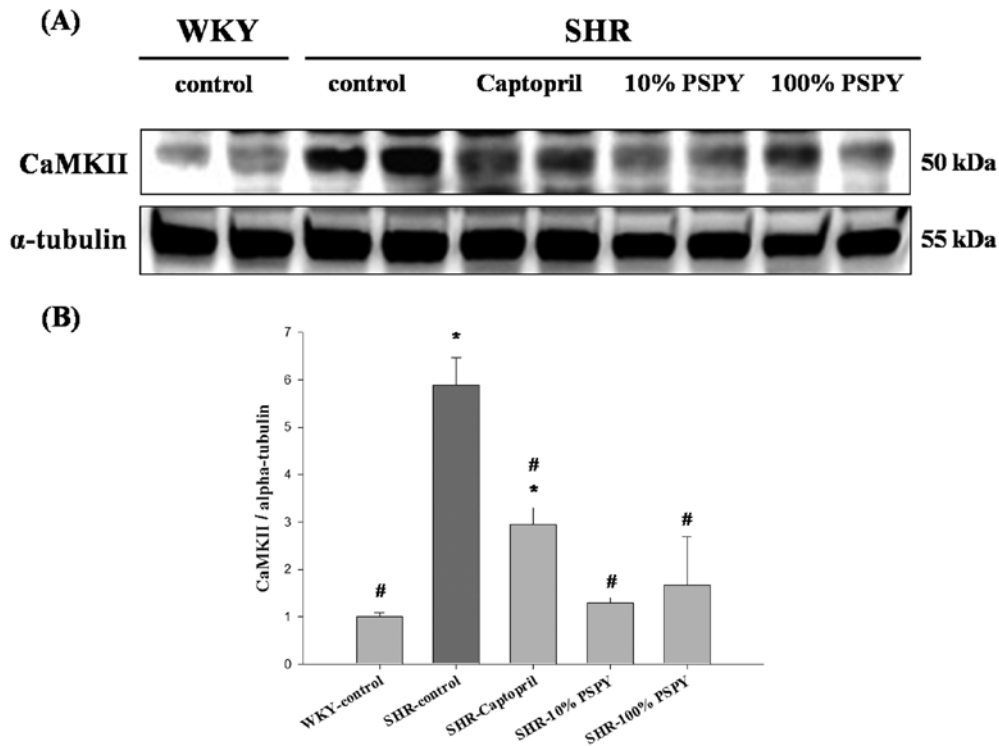 (A)
WKY SHR
control control Captopril 10% PSPY 100% PSPY
CaMKII 50 kDa
α-tubulin 55 kDa
(B)
CaMKII / alpha-tubulin
7
6
5
4
3
2
1
0
*
#
*
#
#
#
WKY-control
SHR-control
SHR-Captopril
SHR-10% PSPY
SHR-100% PSPY